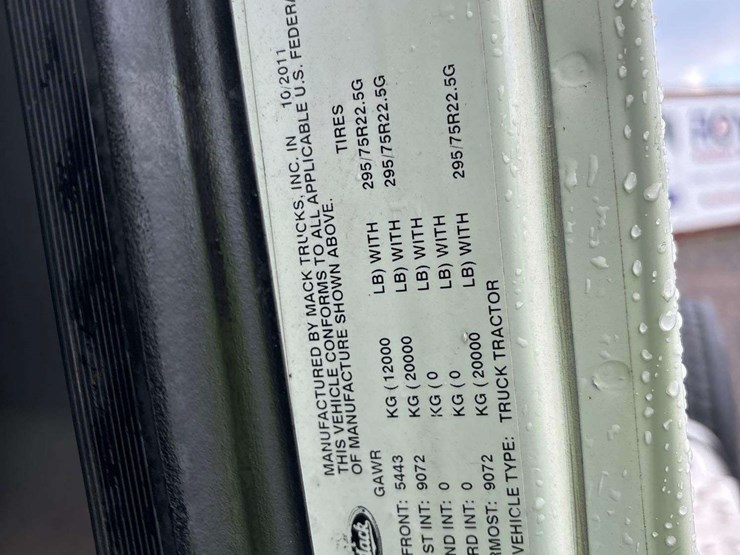 MANUFACTURED BY MACK TRUCKS, INC. IN 10/2011
THIS VEHICLE CONFORMS TO ALL APPLICABLE U.S. FEDERA
OF MANUFACTURE SHOWN ABOVE.
Mack
GAWR TIRES
FRONT: 5443 KG ( 12000 LB) WITH 295/75R22.5G
ST INT: 9072 KG ( 20000 LB) WITH 295/75R22.5G
ND INT: 0 KG ( 0 LB) WITH
RD INT: 0 KG ( 0 LB) WITH
RMOST: 9072 KG ( 20000 LB) WITH 295/75R22.5G
VEHICLE TYPE: TRUCK TRACTOR